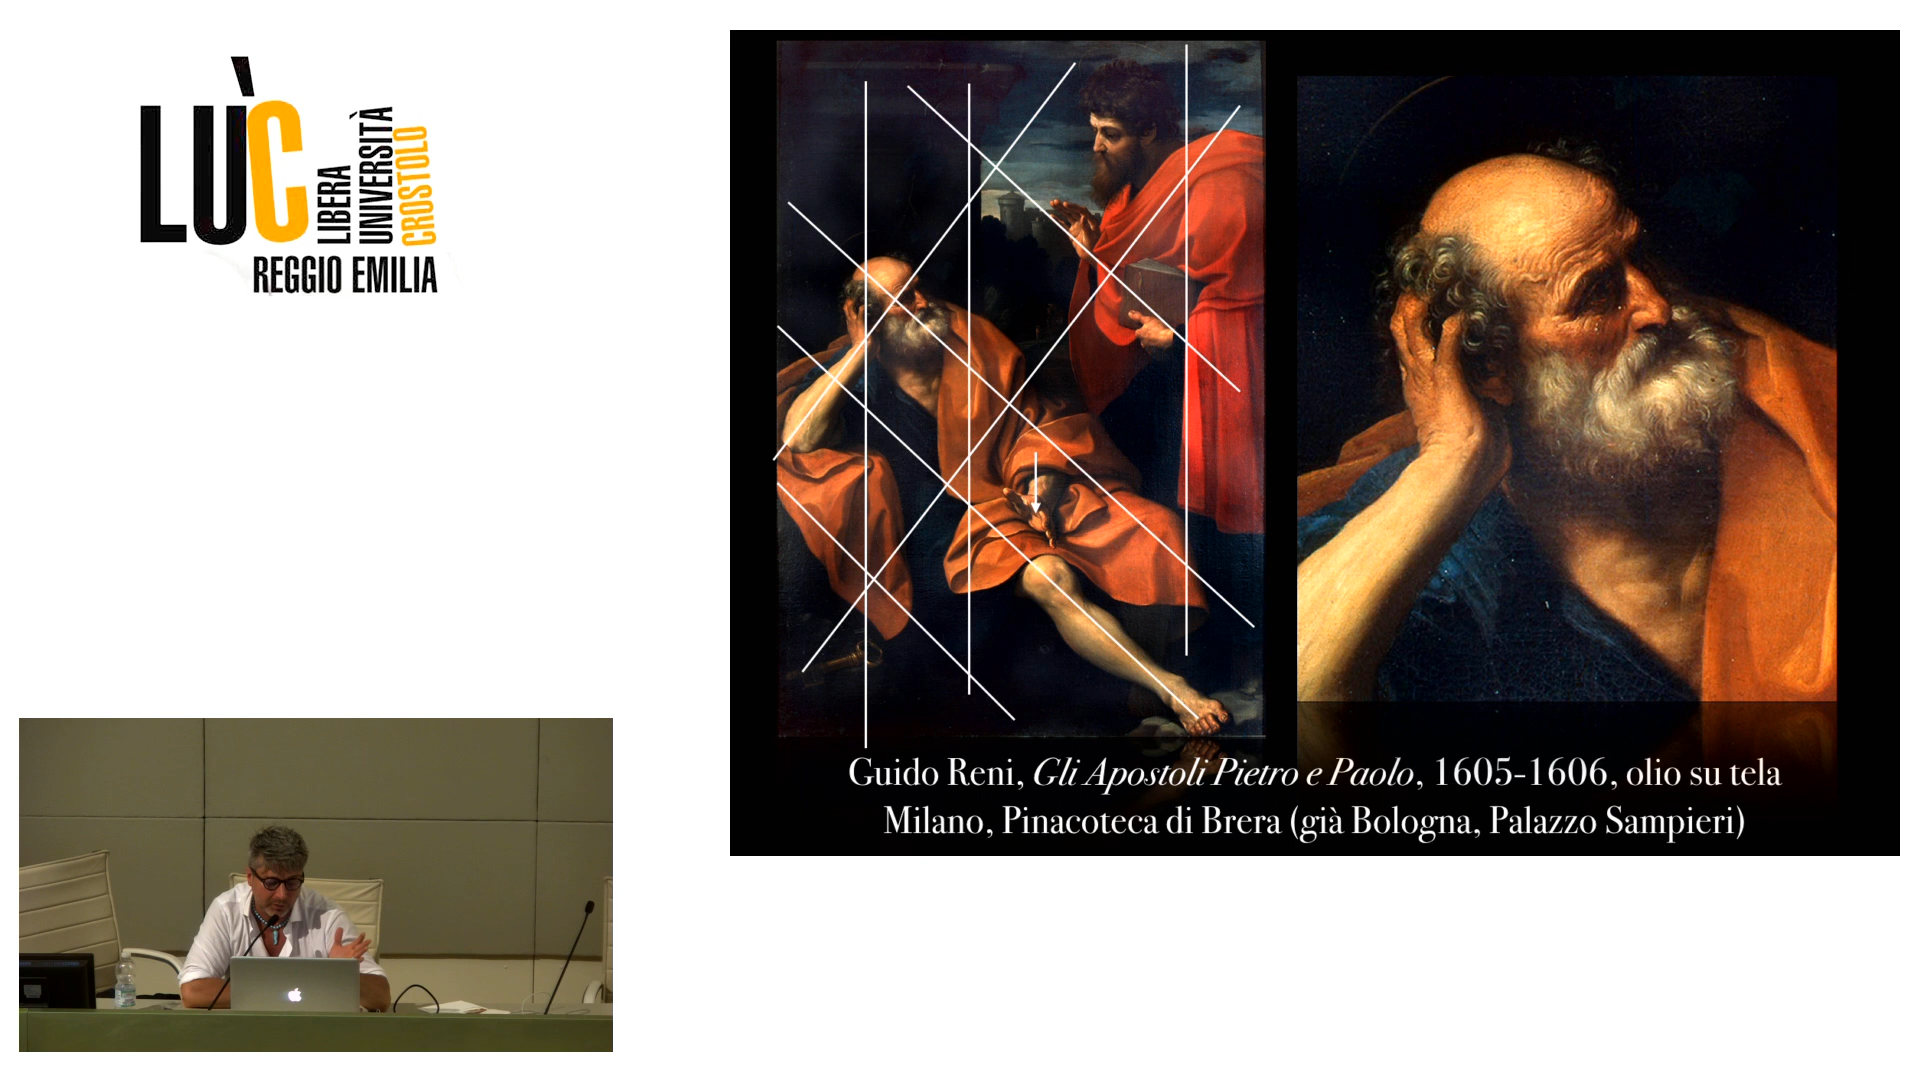 LÙC
LIBERA
UNIVERSITÀ
CROSTOLO
REGGIO EMILIA
Guido Reni, Gli Apostoli Pietro e Paolo, 1605-1606, olio su tela
Milano, Pinacoteca di Brera (già Bologna, Palazzo Sampieri)